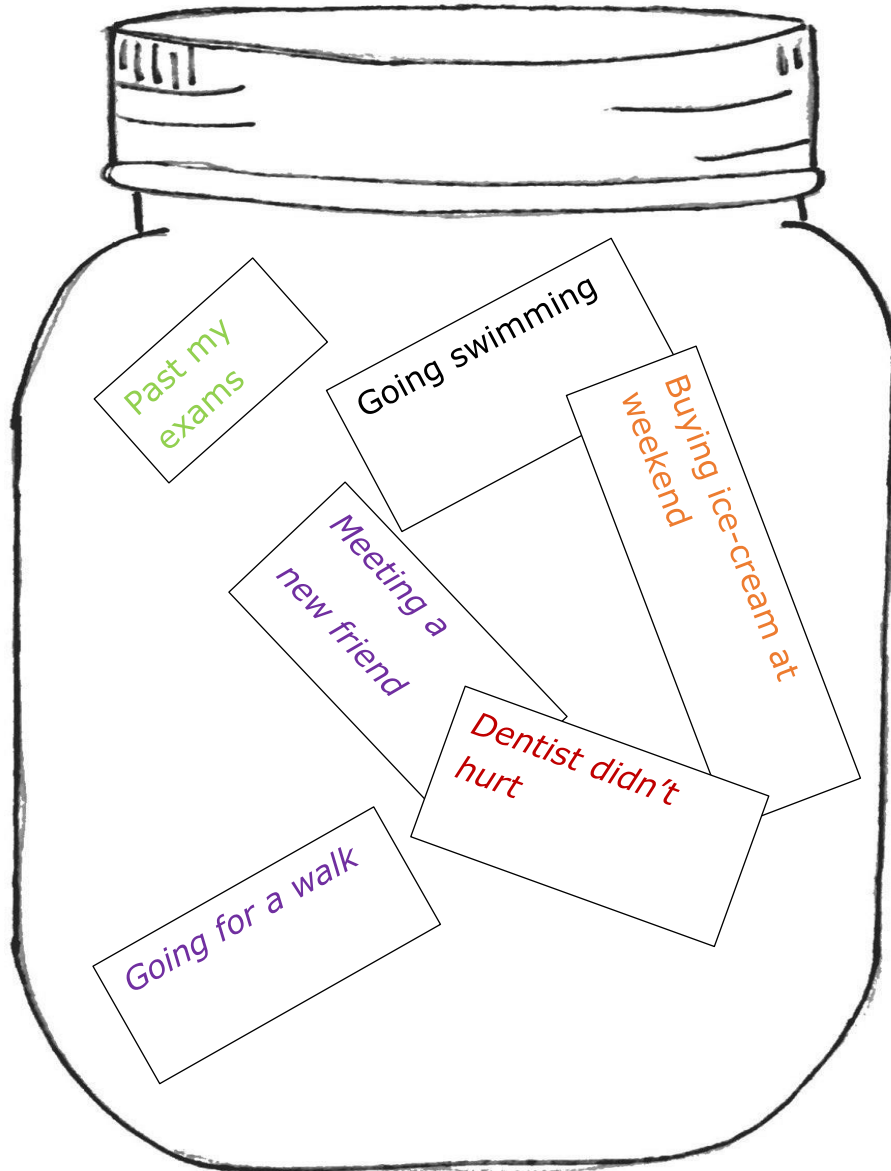 Past my
exams
Going swimming
Buying ice-cream at
weekend
Meeting a
new friend
Dentist didn’t
hurt
Going for a walk